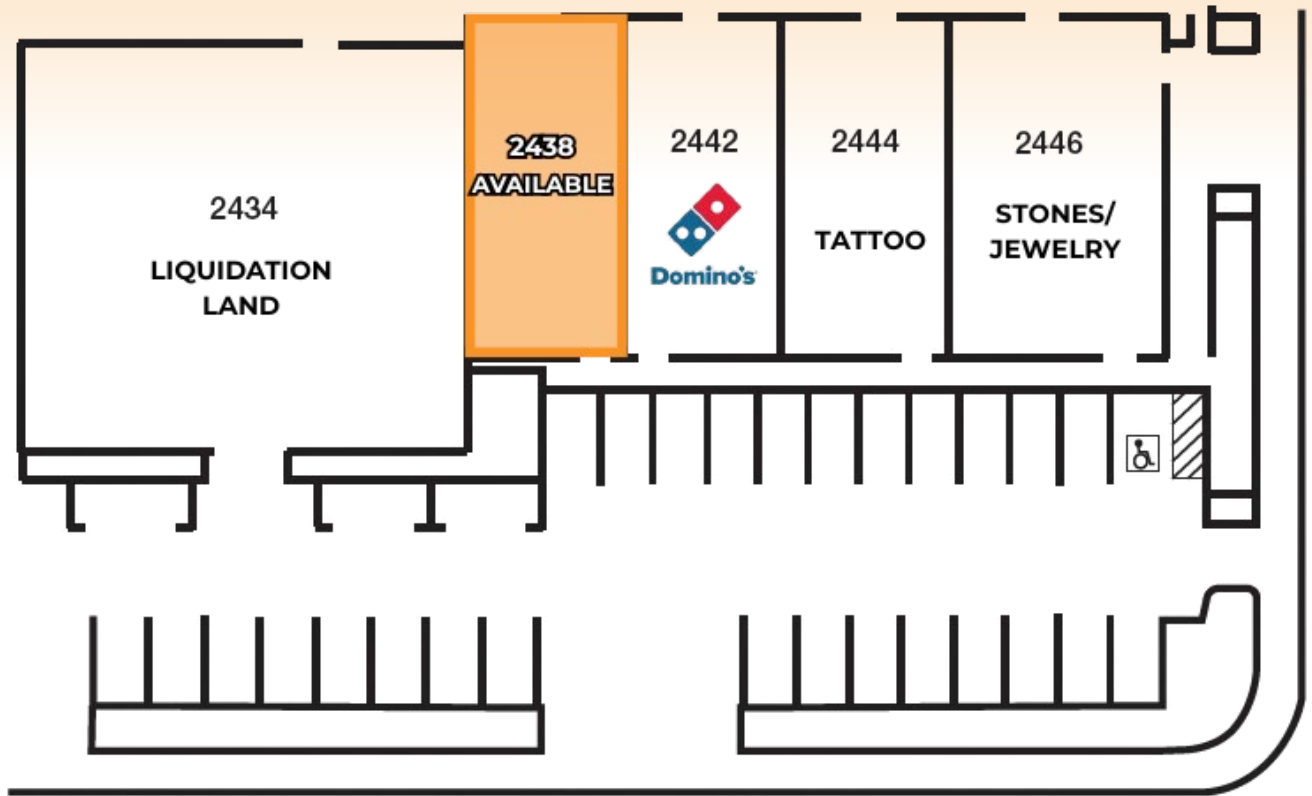 2434
LIQUIDATION
LAND
2438
AVAILABLE
2442
Domino's
2444
TATTOO
2446
STONES/
JEWELRY